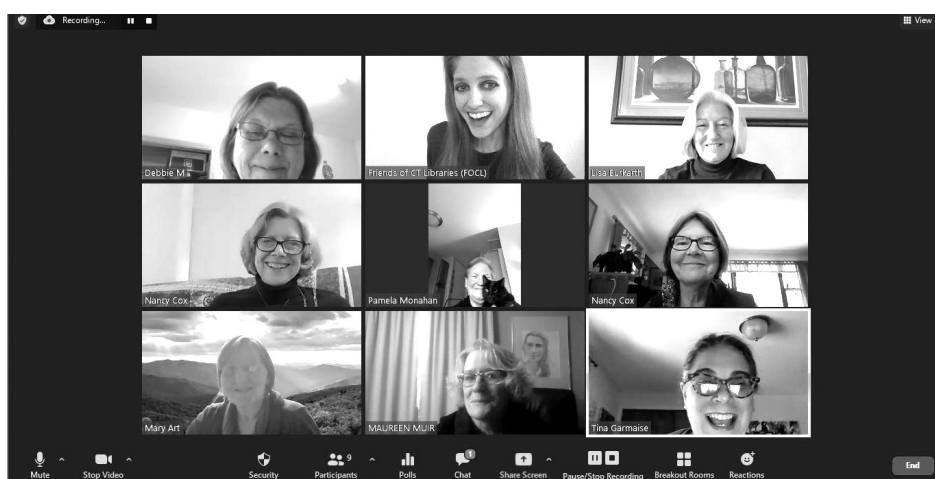 Recording...
View
Debbie M
Friends of CT Libraries (FOCL)
Lisa Burkarth
Nancy Cox
Pamela Monahan
Nancy Cox
Mary Art
MAUREEN MUIR
Tina Garmaise
9
1
Mute
Stop Video
Security
Participants
Polls
Chat
Share Screen
Pause/Stop Recording
Breakout Rooms
Reactions
End